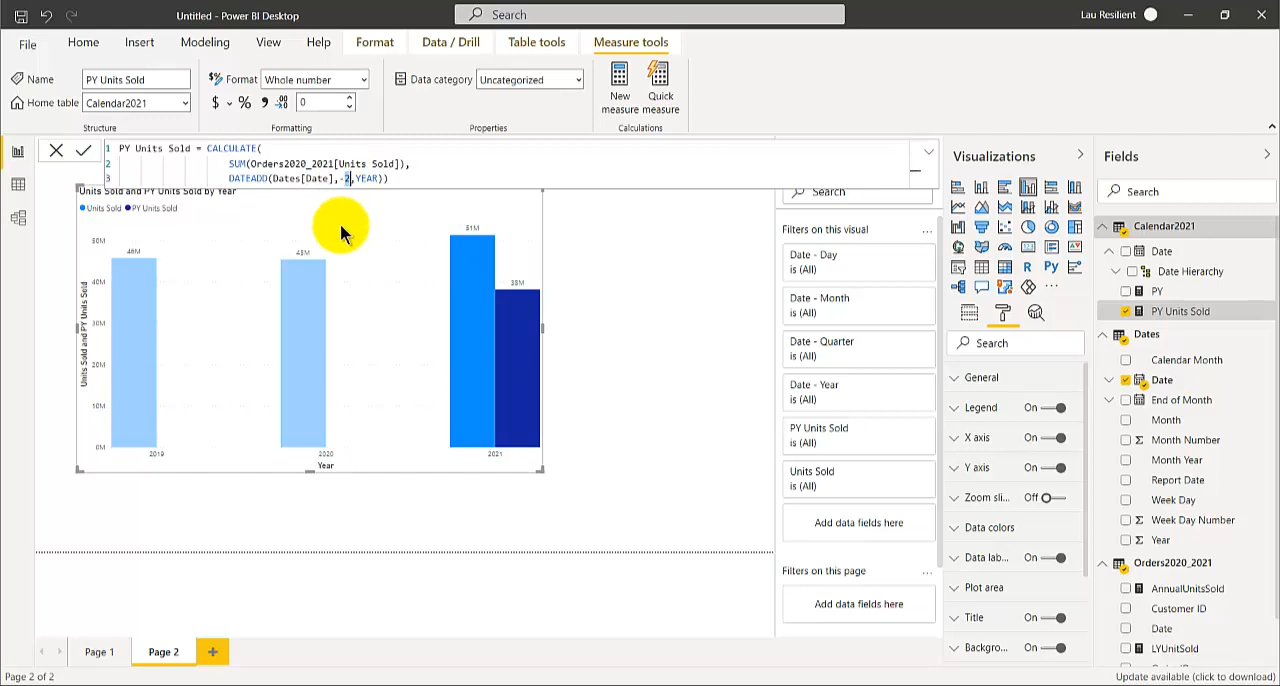 Untitled - Power BI Desktop
Search
Lau Resilient
File
Home
Insert
Modeling
View
Help
Format
Data / Drill
Table tools
Measure tools
Name
PY Units Sold
Home table
Calendar2021
Structure
Format
Whole number
$ % 9 .00
0
Formatting
Data category
Uncategorized
Properties
New
measure
Quick
measure
Calculations
1 PY Units Sold = CALCULATE(
2 SUM(Orders2020_2021[Units Sold]),
3 DATEADD(Dates[Date],-2,YEAR))
Units Sold and PY Units Sold by Year
Units Sold PY Units Sold
Units Sold and PY Units Sold
50M
40M
30M
20M
10M
0M
46M
45M
51M
38M
2019
2020
2021
Year
Search
Filters on this visual ...
Date - Day
is (All)
Date - Month
is (All)
Date - Quarter
is (All)
Date - Year
is (All)
PY Units Sold
is (All)
Units Sold
is (All)
Add data fields here
Filters on this page ...
Add data fields here
Visualizations
R
Py
...
Search
General
Legend On
X axis On
Y axis On
Zoom sli... Off
Data colors
Data lab... On
Plot area
Title On
Backgro... On
Fields
Search
Calendar2021
Date
Date Hierarchy
PY
PY Units Sold
Dates
Calendar Month
Date
End of Month
Month
Month Number
Month Year
Report Date
Week Day
Week Day Number
Year
Orders2020_2021
AnnualUnitsSold
Customer ID
Date
LYUnitSold
Page 1
Page 2
+
Page 2 of 2
Update available (click to download)